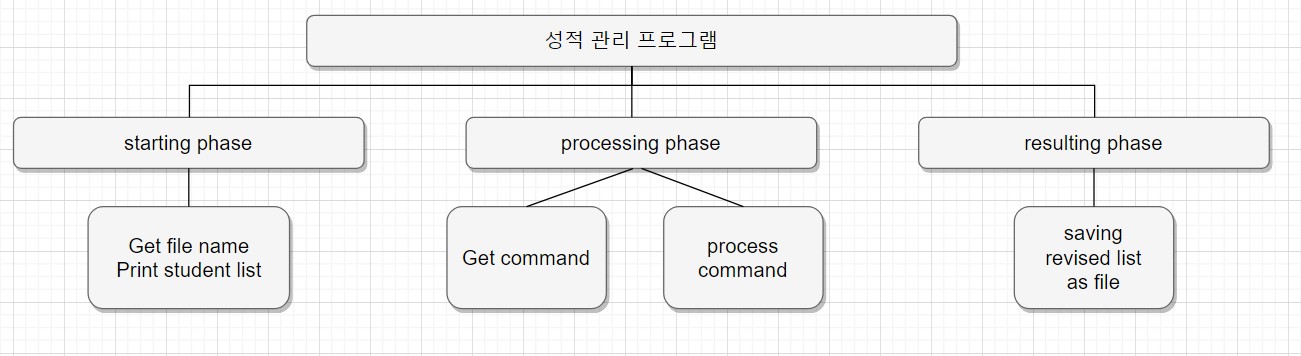 성적 관리 프로그램
starting phase
processing phase
resulting phase
Get file name
Print student list
Get command
process
command
saving
revised list
as file